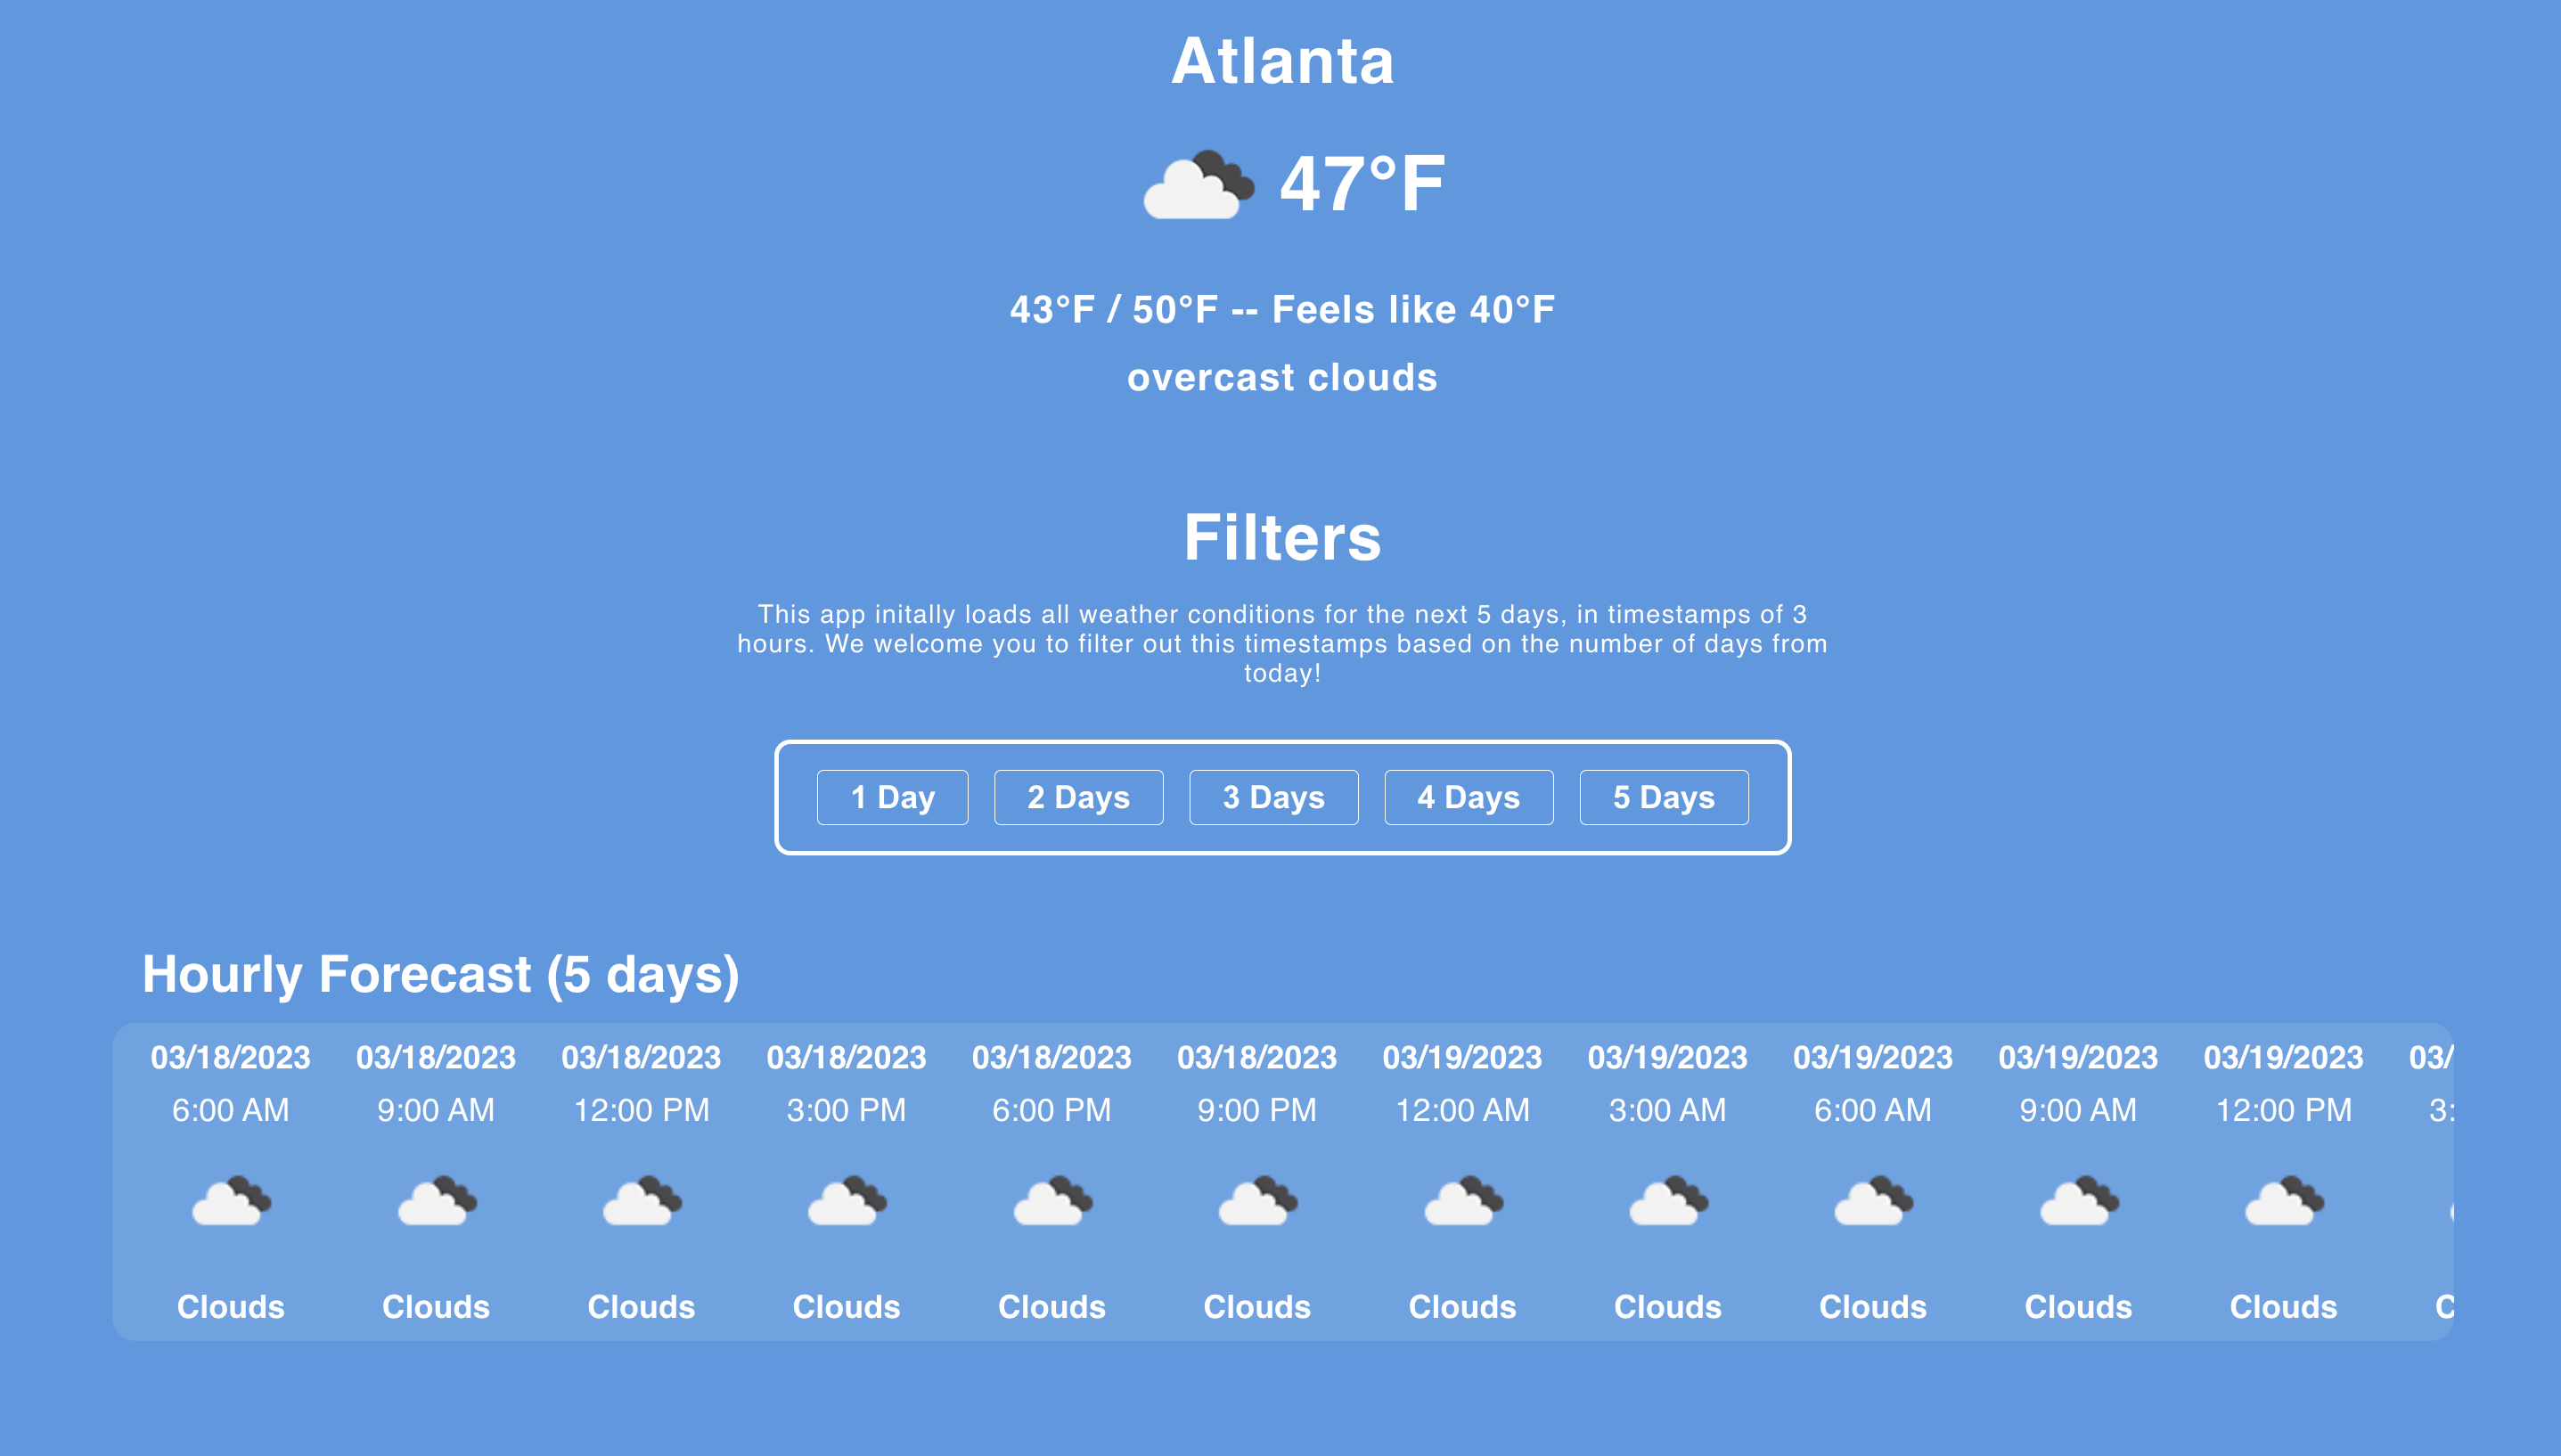 Atlanta
47°F
43°F / 50°F -- Feels like 40°F
overcast clouds
Filters
This app initally loads all weather conditions for the next 5 days, in timestamps of 3
hours. We welcome you to filter out this timestamps based on the number of days from
today!
1 Day 2 Days 3 Days 4 Days 5 Days
Hourly Forecast (5 days)
03/18/2023 03/18/2023 03/18/2023 03/18/2023 03/18/2023 03/18/2023 03/19/2023 03/19/2023 03/19/2023 03/19/2023 03/19/2023 03/
6:00 AM 9:00 AM 12:00 PM 3:00 PM 6:00 PM 9:00 PM 12:00 AM 3:00 AM 6:00 AM 9:00 AM 12:00 PM 3:
Clouds Clouds Clouds Clouds Clouds Clouds Clouds Clouds Clouds Clouds Clouds C